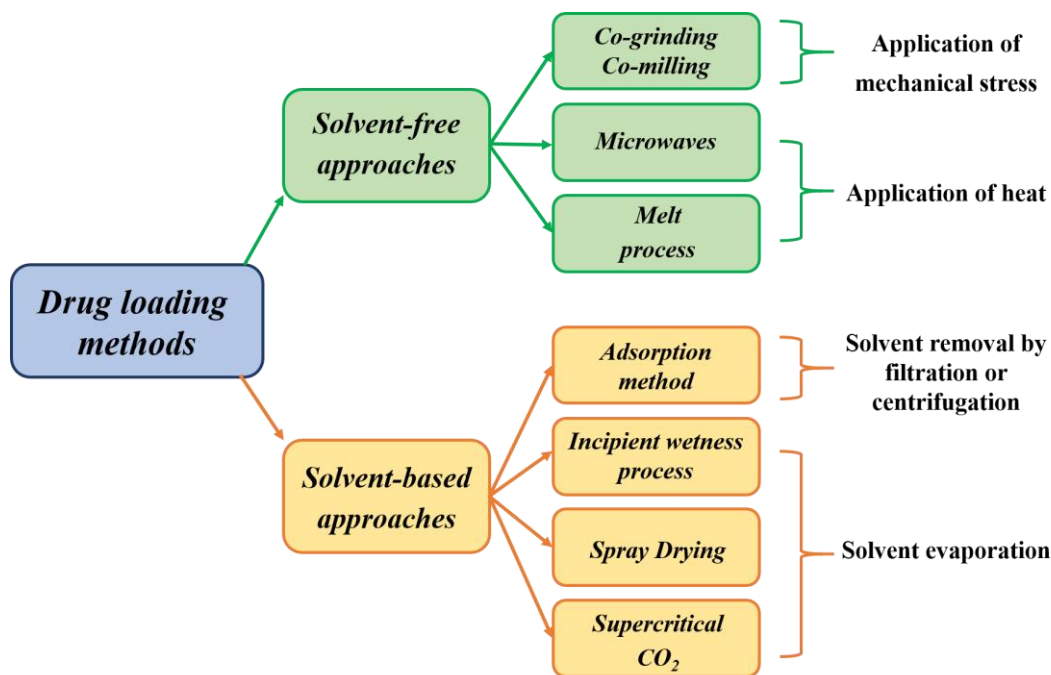 Drug loading
methods
Solvent-free
approaches
Co-grinding
Co-milling
Application of
mechanical stress
Microwaves
Melt
process
Application of heat
Solvent-based
approaches
Adsorption
method
Solvent removal by
filtration or
centrifugation
Incipient wetness
process
Spray Drying
Supercritical
CO₂
Solvent evaporation